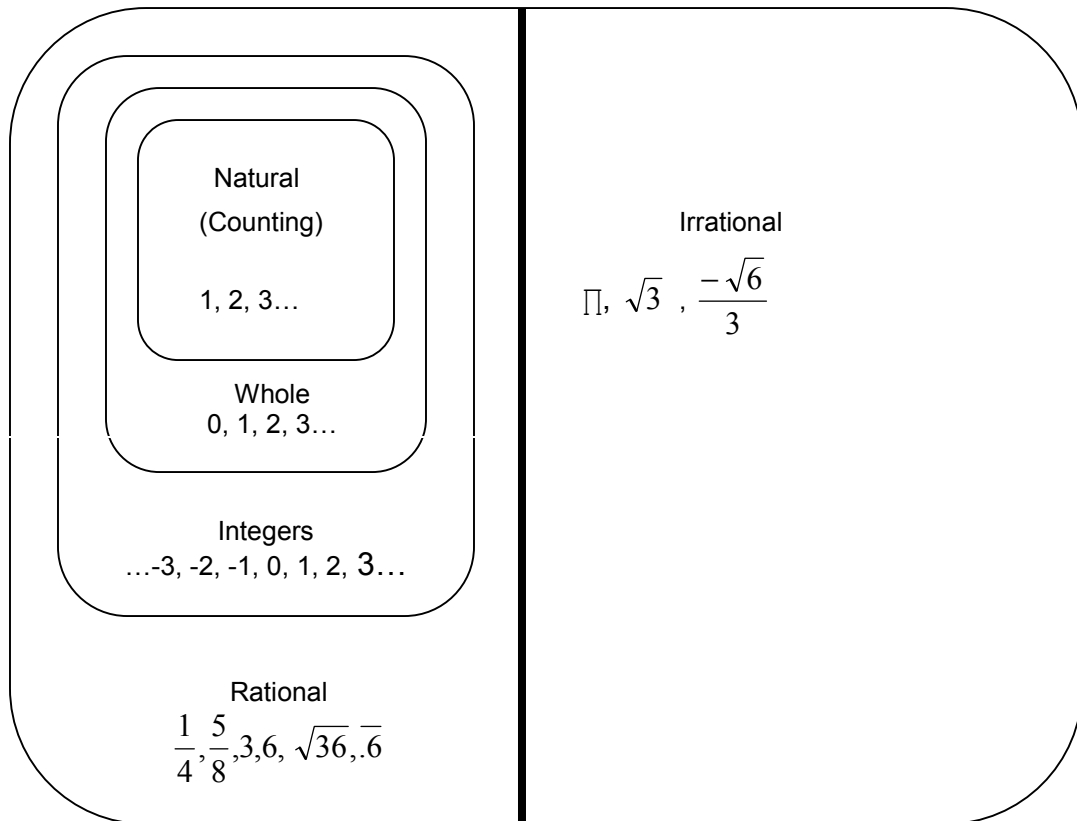 Natural
(Counting)
1, 2, 3…
Whole
0, 1, 2, 3…
Integers
…-3, -2, -1, 0, 1, 2, 3…
Rational
1/4, 5/8, 3, 6, √36, .6̅
Irrational
∏, √3 , −√6/3